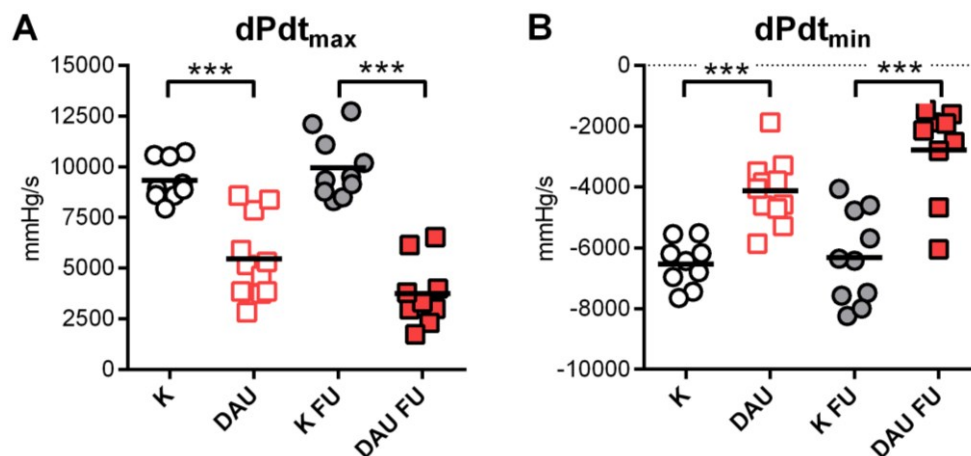 A
dPdtmax
mmHg/s
15000
12500
10000
7500
5000
2500
0
***
***
K
DAU
K FU
DAU FU
B
dPdtmin
mmHg/s
0
-2000
-4000
-6000
-8000
-10000
***
***
K
DAU
K FU
DAU FU